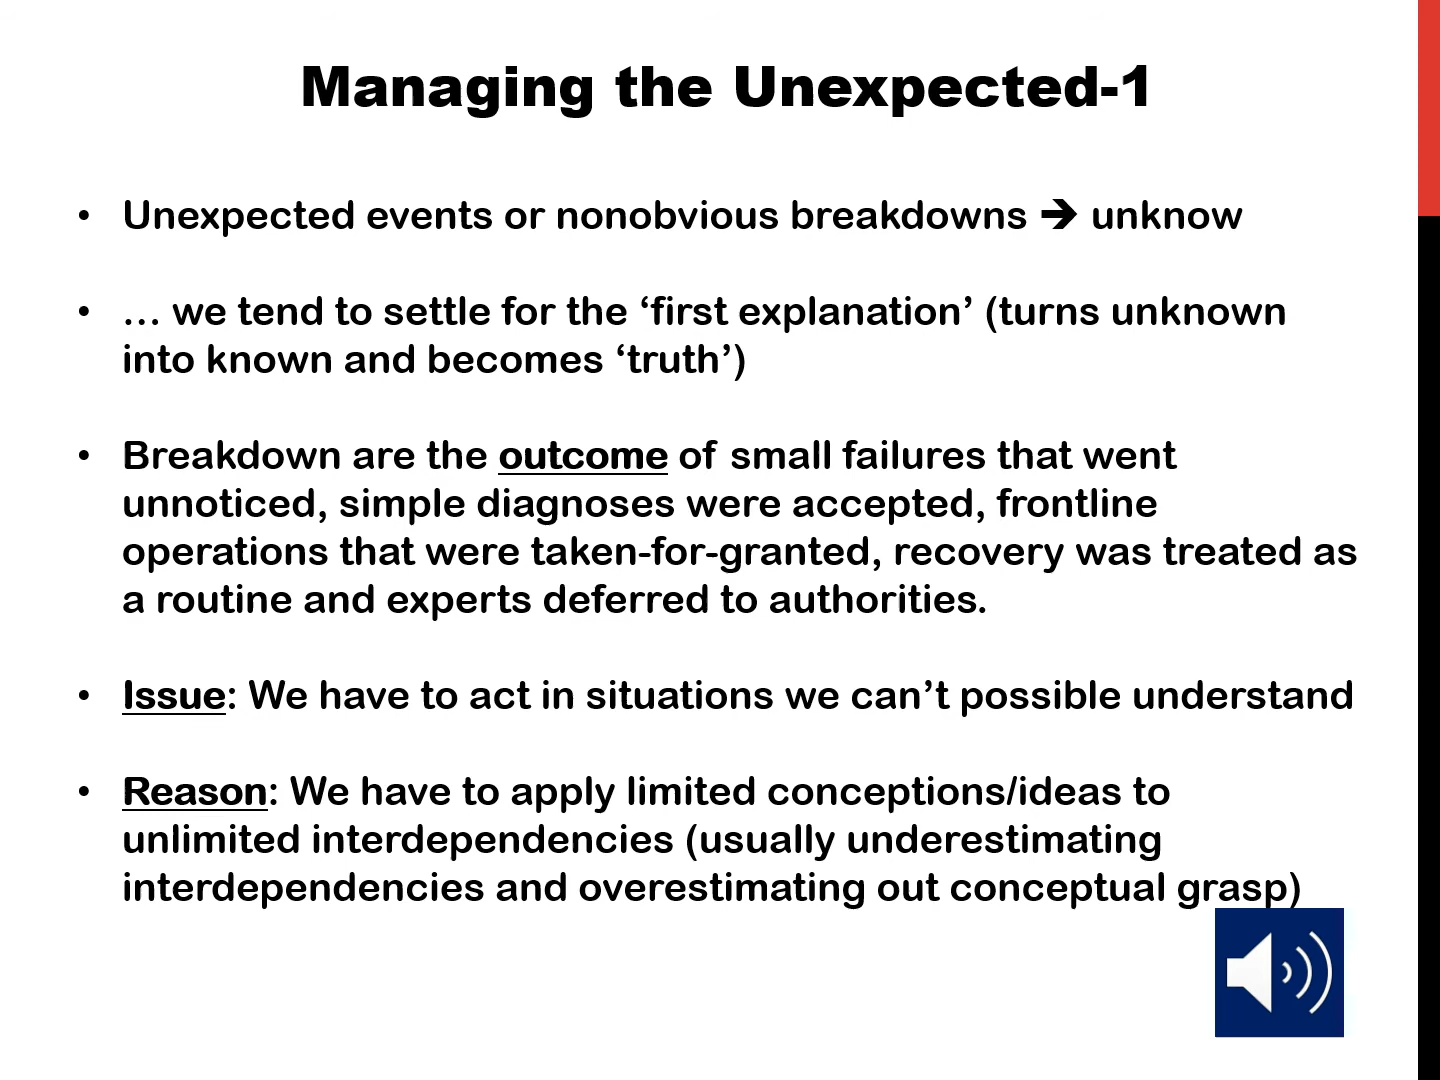 Managing the Unexpected-1
• Unexpected events or nonobvious breakdowns ➔ unknow
• … we tend to settle for the ‘first explanation’ (turns unknown
into known and becomes ‘truth’)
• Breakdown are the outcome of small failures that went
unnoticed, simple diagnoses were accepted, frontline
operations that were taken-for-granted, recovery was treated as
a routine and experts deferred to authorities.
• Issue: We have to act in situations we can’t possible understand
• Reason: We have to apply limited conceptions/ideas to
unlimited interdependencies (usually underestimating
interdependencies and overestimating out conceptual grasp)